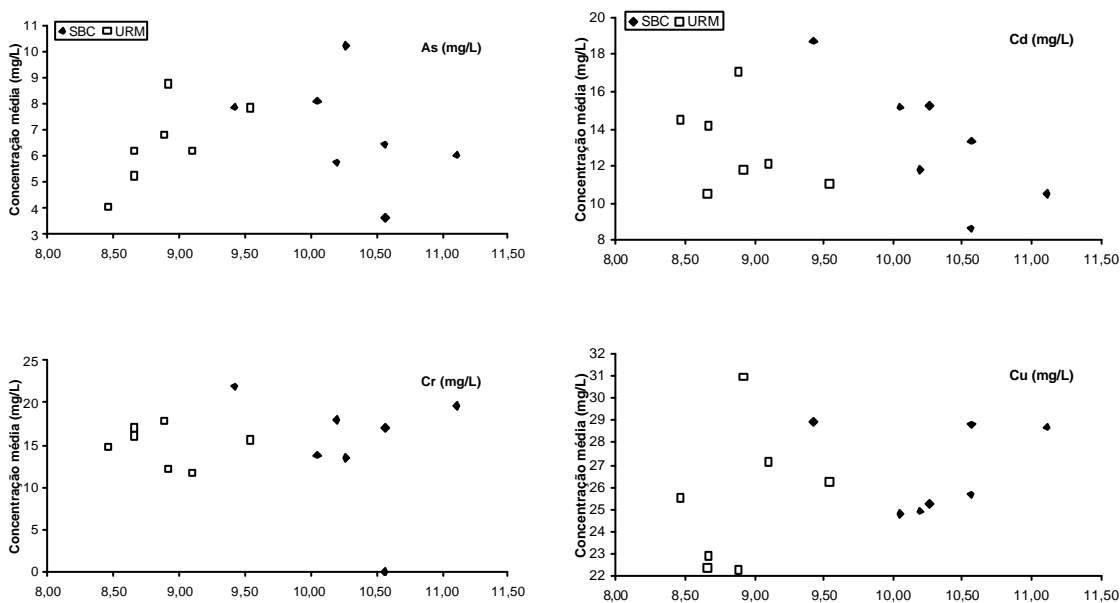 SBC URM
As (mg/L)
Concentração média (mg/L)
11
10
9
8
7
6
5
4
3
8,00 8,50 9,00 9,50 10,00 10,50 11,00 11,50
SBC URM
Cd (mg/L)
Concentração média (mg/L)
20
18
16
14
12
10
8
8,00 8,50 9,00 9,50 10,00 10,50 11,00 11,50
Cr (mg/L)
Concentração média (mg/L)
25
20
15
10
5
0
8,00 8,50 9,00 9,50 10,00 10,50 11,00 11,50
Cu (mg/L)
Concentração média (mg/L)
32
31
30
29
28
27
26
25
24
23
22
8,00 8,50 9,00 9,50 10,00 10,50 11,00 11,50